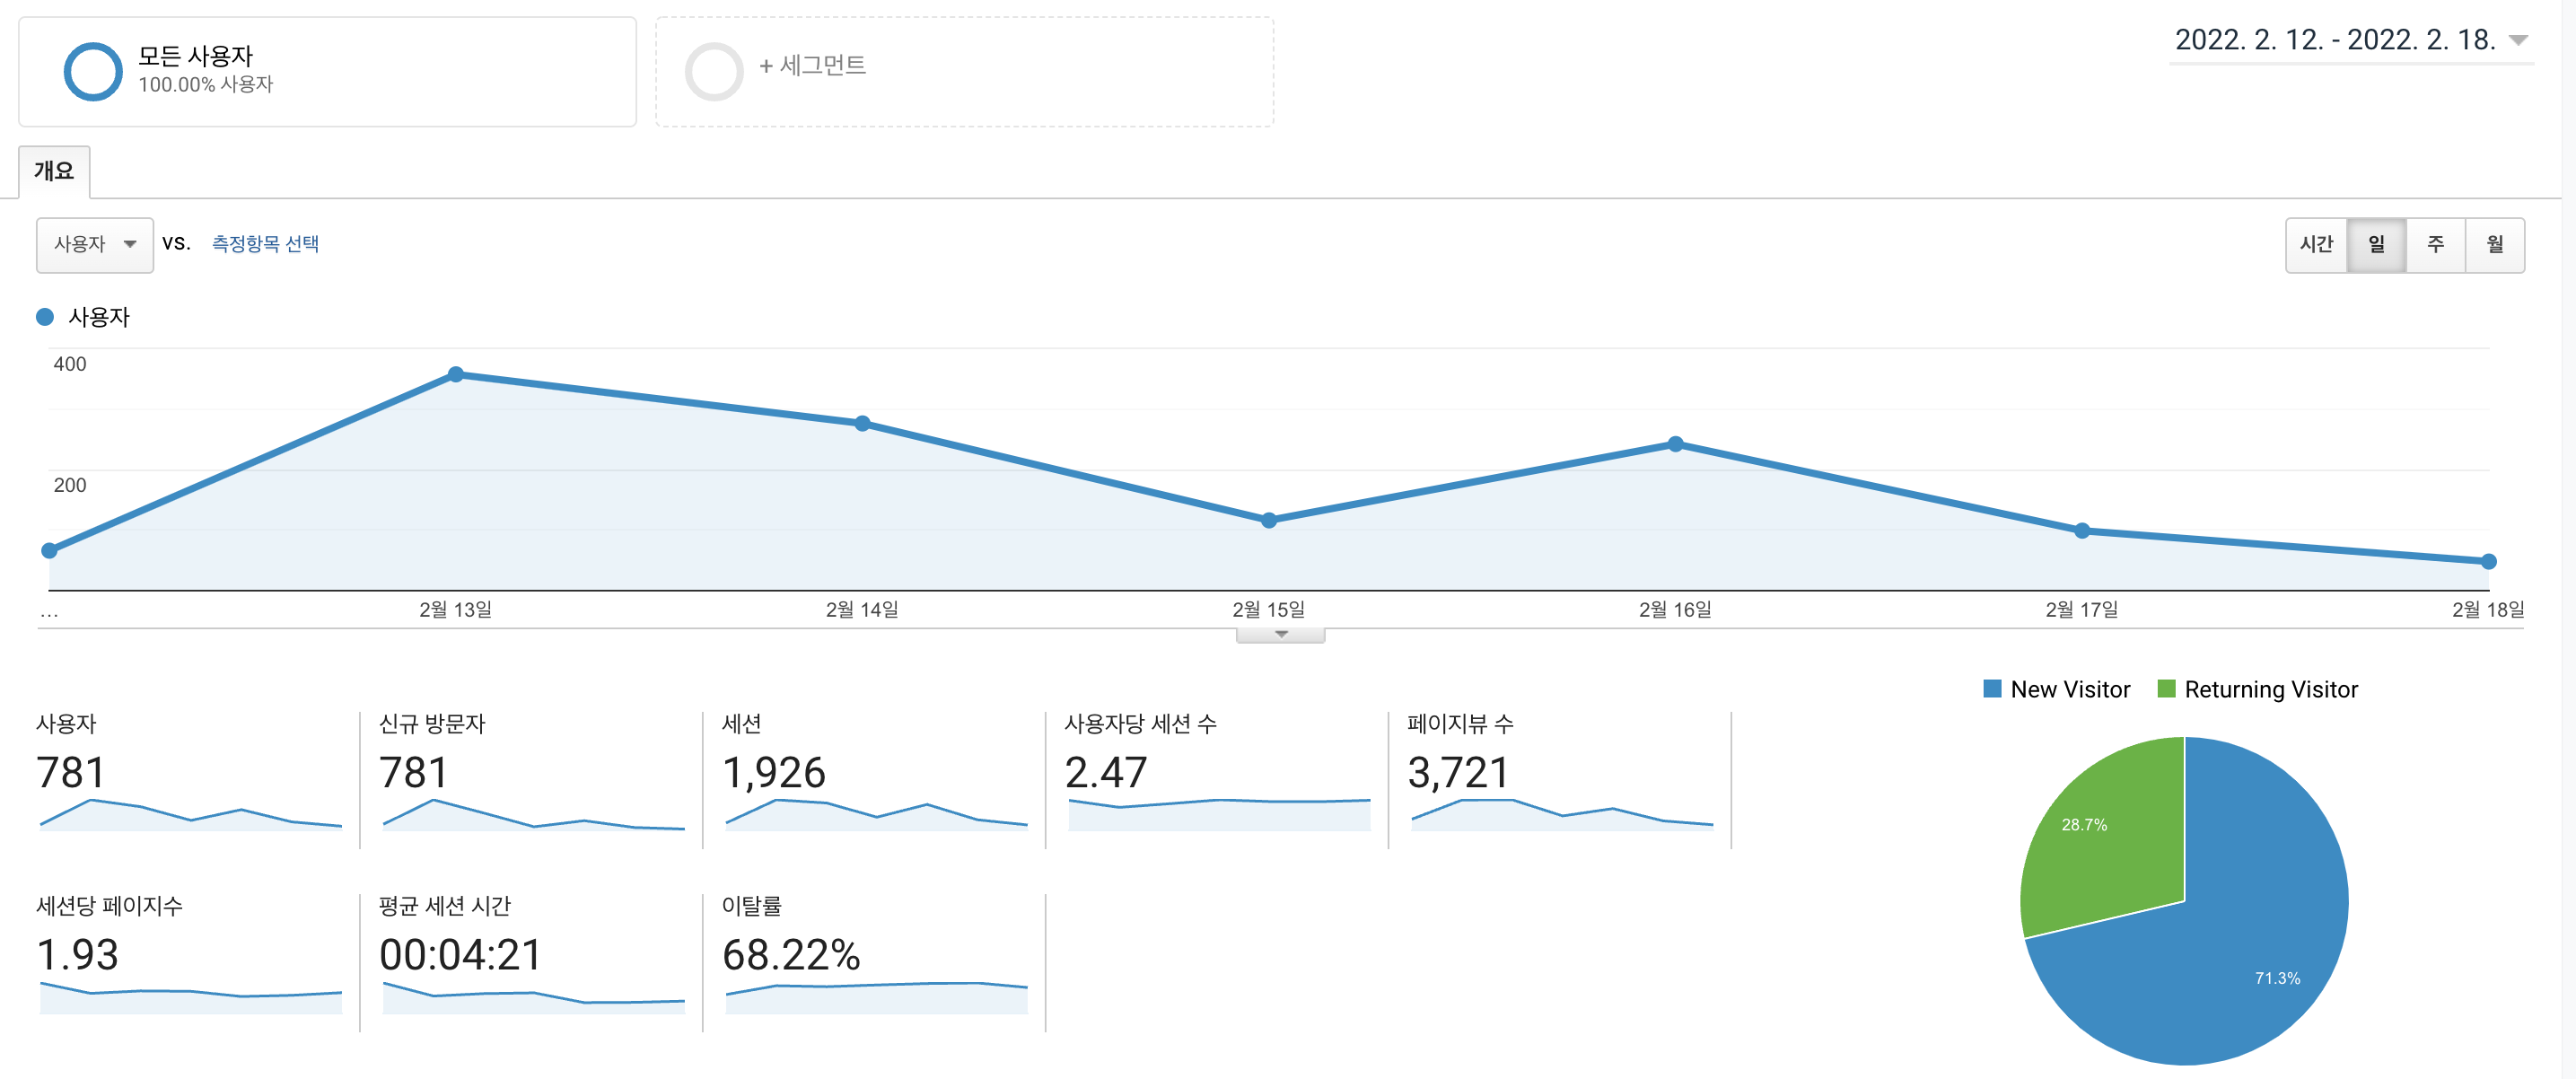 모든 사용자
100.00% 사용자
+ 세그먼트
2022. 2. 12. - 2022. 2. 18.
개요
사용자 vs. 측정항목 선택
시간 일 주 월
사용자
400
200
... 2월 13일 2월 14일 2월 15일 2월 16일 2월 17일 2월 18일
New Visitor Returning Visitor
사용자
781
신규 방문자
781
세션
1,926
사용자당 세션 수
2.47
페이지뷰 수
3,721
28.7%
71.3%
세션당 페이지수
1.93
평균 세션 시간
00:04:21
이탈률
68.22%